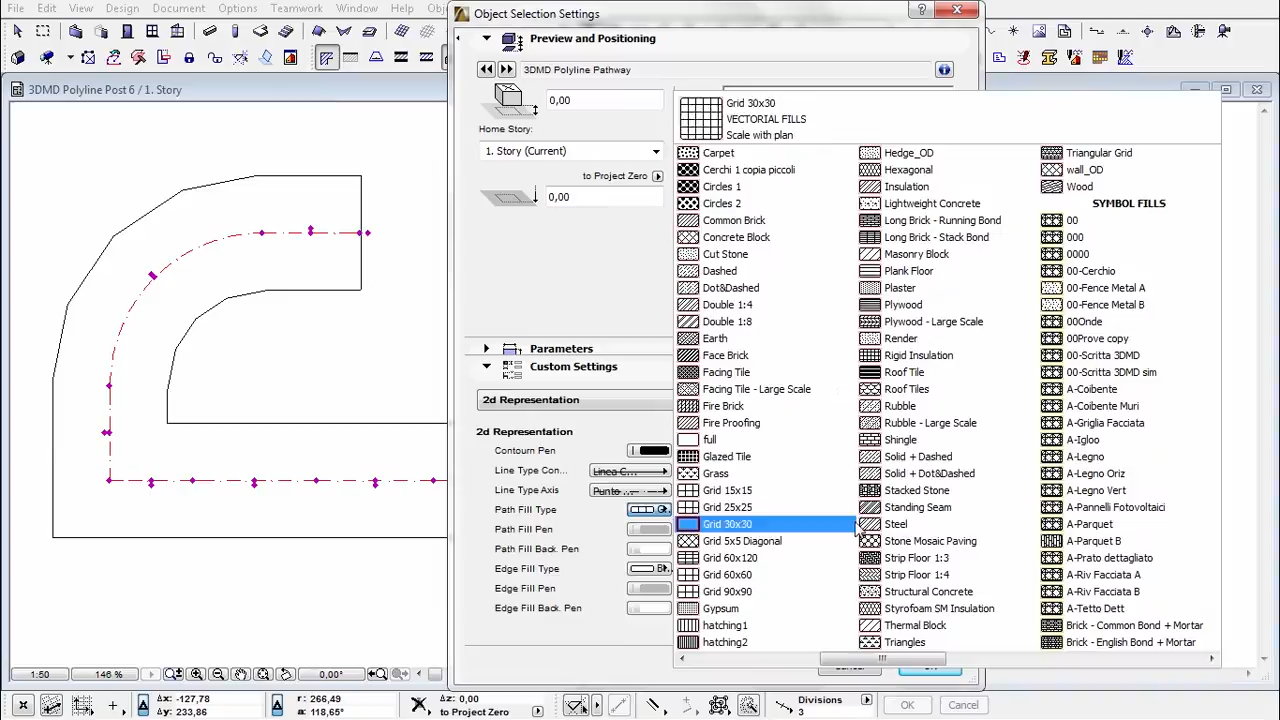 File
Edit
View
Design
Document
Options
Teamwork
Window
Object Selection Settings
?
3DMD Polyline Post 6 / 1. Story
Preview and Positioning
3DMD Polyline Pathway
0,00
Home Story:
1. Story (Current)
to Project Zero
0,00
Parameters
Custom Settings
2d Representation
2d Representation
Contourn Pen
Line Type Con...
Linea C...
Line Type Axis
Punto ...
Path Fill Type
Path Fill Pen
Path Fill Back. Pen
Edge Fill Type
Edge Fill Pen
Edge Fill Back. Pen
Grid 30x30
VECTORIAL FILLS
Scale with plan
Carpet
Cerchi 1 copia piccoli
Circles 1
Circles 2
Common Brick
Concrete Block
Cut Stone
Dashed
Dot&Dashed
Double 1:4
Double 1:8
Earth
Face Brick
Facing Tile
Facing Tile - Large Scale
Fire Brick
Fire Proofing
full
Glazed Tile
Grass
Grid 15x15
Grid 25x25
Grid 30x30
Grid 5x5 Diagonal
Grid 60x120
Grid 60x60
Grid 90x90
Gypsum
hatching1
hatching2
Hedge_OD
Hexagonal
Insulation
Lightweight Concrete
Long Brick - Running Bond
Long Brick - Stack Bond
Masonry Block
Plank Floor
Plaster
Plywood
Plywood - Large Scale
Render
Rigid Insulation
Roof Tile
Roof Tiles
Rubble
Rubble - Large Scale
Shingle
Solid + Dashed
Solid + Dot&Dashed
Stacked Stone
Standing Seam
Steel
Stone Mosaic Paving
Strip Floor 1:3
Strip Floor 1:4
Structural Concrete
Styrofoam SM Insulation
Thermal Block
Triangles
Triangular Grid
wall_OD
Wood
SYMBOL FILLS
00
000
0000
00-Cerchio
00-Fence Metal A
00-Fence Metal B
00Onde
00Prove copy
00-Scritta 3DMD
00-Scritta 3DMD sim
A-Coibente
A-Coibente Muri
A-Griglia Facciata
A-Igloo
A-Legno
A-Legno Oriz
A-Legno Vert
A-Pannelli Fotovoltaici
A-Parquet
A-Parquet B
A-Prato dettagliato
A-Riv Facciata A
A-Riv Facciata B
A-Tetto Dett
Brick - Common Bond + Mortar
Brick - English Bond + Mortar
1:50
146 %
0,00°
Δx: -127,78
Δy: 233,86
r: 266,49
a: 118,65°
Δz: 0,00
to Project Zero
Divisions
3
OK
Cancel